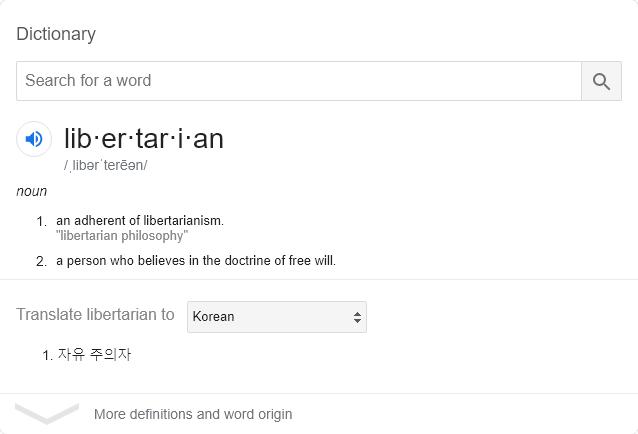 Dictionary
Search for a word
lib·er·tar·i·an
/ˌlibərˈterēən/
noun
1. an adherent of libertarianism.
"libertarian philosophy"
2. a person who believes in the doctrine of free will.
Translate libertarian to Korean
1. 자유 주의자
More definitions and word origin